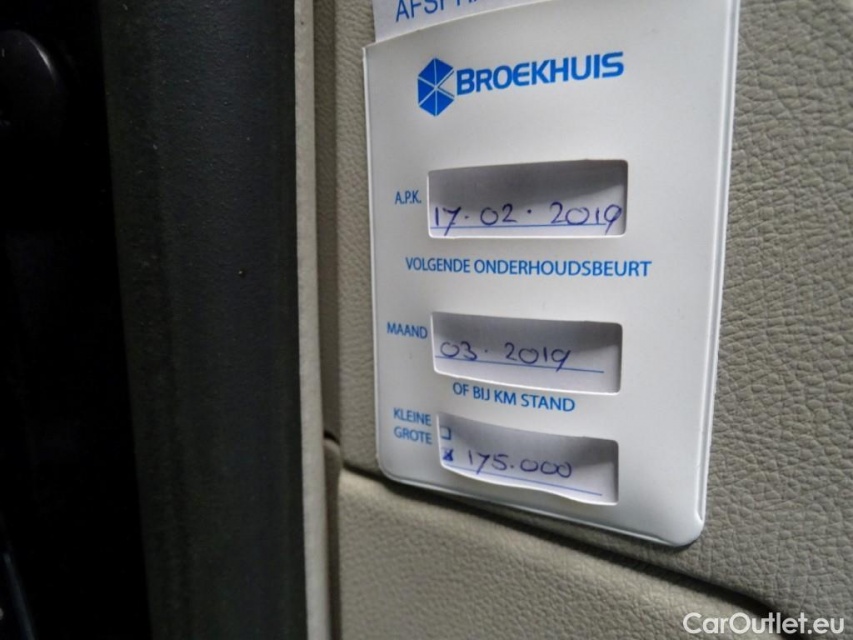 BROEKHUIS
A.P.K.
17·02·2019
VOLGENDE ONDERHOUDSBEURT
MAAND
03·2019
OF BIJ KM STAND
KLEINE
GROTE
175.000
CarOutlet.eu